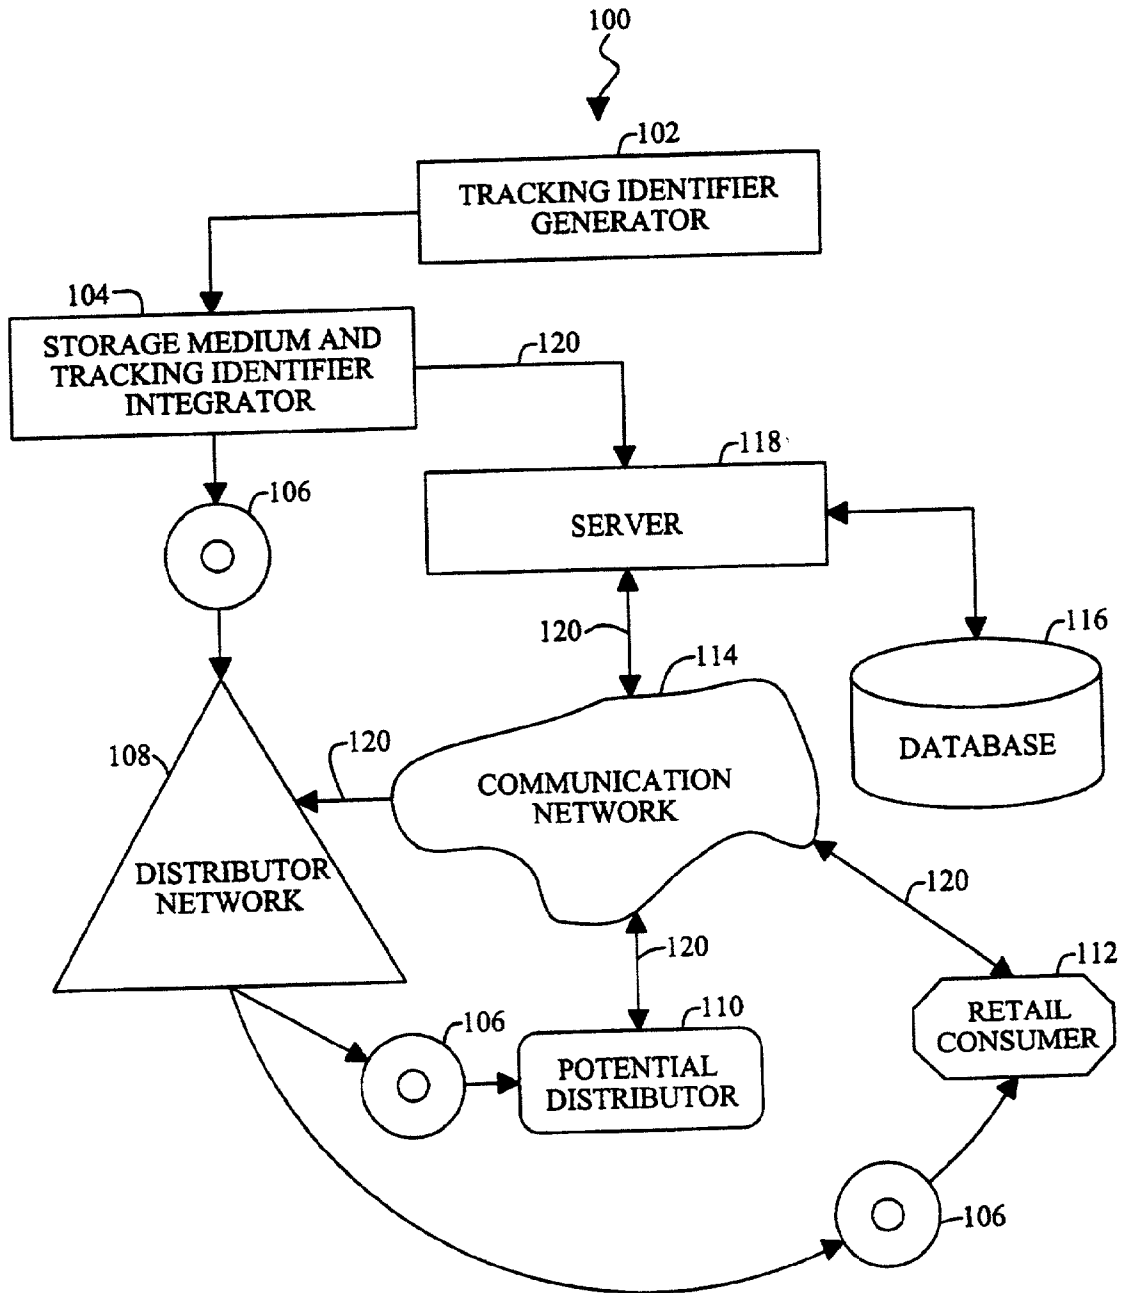 100
102
TRACKING IDENTIFIER
GENERATOR
104
STORAGE MEDIUM AND
TRACKING IDENTIFIER
INTEGRATOR
120
118
SERVER
106
120
116
DATABASE
114
COMMUNICATION
NETWORK
108
120
DISTRIBUTOR
NETWORK
120
120
112
RETAIL
CONSUMER
106
110
POTENTIAL
DISTRIBUTOR
106